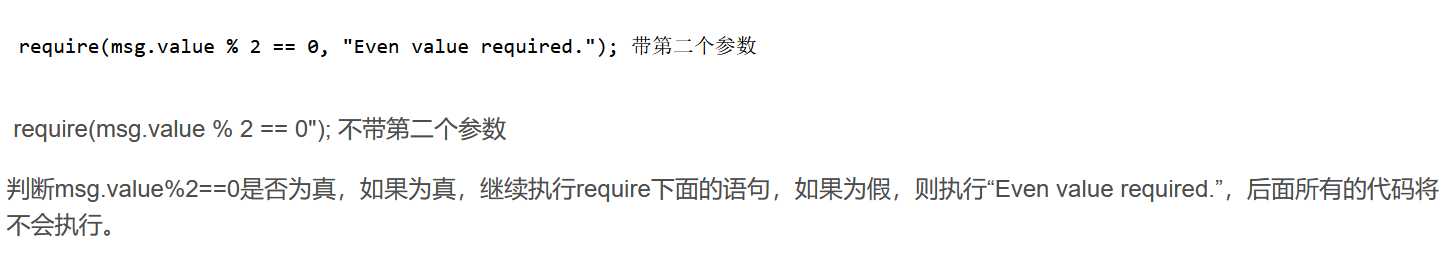 require(msg.value % 2 == 0, "Even value required."); 带第二个参数
require(msg.value % 2 == 0"); 不带第二个参数
判断msg.value%2==0是否为真，如果为真，继续执行require下面的语句，如果为假，则执行“Even value required.”，后面所有的代码将
不会执行。